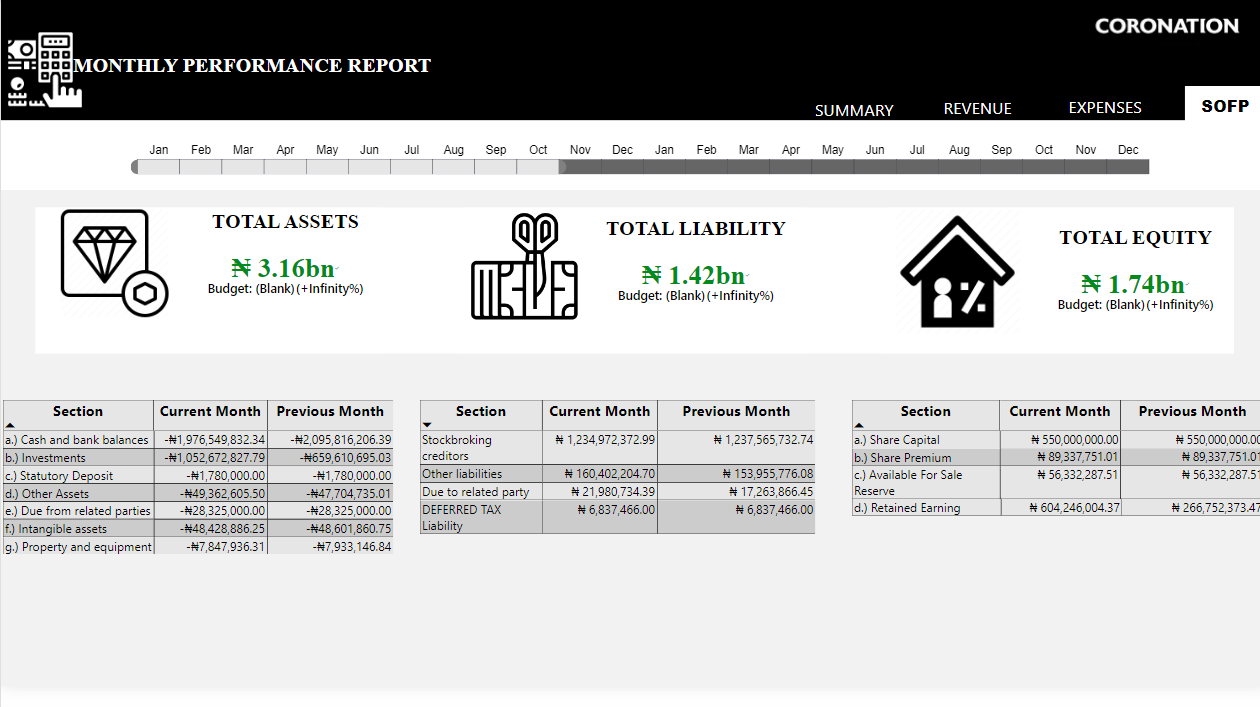 CORONATION
MONTHLY PERFORMANCE REPORT
SUMMARY REVENUE EXPENSES SOFP
Jan Feb Mar Apr May Jun Jul Aug Sep Oct Nov Dec Jan Feb Mar Apr May Jun Jul Aug Sep Oct Nov Dec
TOTAL ASSETS
₦ 3.16bn
Budget: (Blank) (+Infinity%)
TOTAL LIABILITY
₦ 1.42bn
Budget: (Blank) (+Infinity%)
TOTAL EQUITY
₦ 1.74bn
Budget: (Blank) (+Infinity%)
Section Current Month Previous Month
a.) Cash and bank balances -₦1,976,549,832.34 -₦2,095,816,206.39
b.) Investments -₦1,052,672,827.79 -₦659,610,695.03
c.) Statutory Deposit -₦1,780,000.00 -₦1,780,000.00
d.) Other Assets -₦49,362,605.50 -₦47,704,735.01
e.) Due from related parties -₦28,325,000.00 -₦28,325,000.00
f.) Intangible assets -₦48,428,886.25 -₦48,601,860.75
g.) Property and equipment -₦7,847,936.31 -₦7,933,146.84
Section Current Month Previous Month
Stockbroking ₦ 1,234,972,372.99 ₦ 1,237,565,732.74
creditors
Other liabilities ₦ 160,402,204.70 ₦ 153,955,776.08
Due to related party ₦ 21,980,734.39 ₦ 17,263,866.45
DEFERRED TAX ₦ 6,837,466.00 ₦ 6,837,466.00
Liability
Section Current Month Previous Month
a.) Share Capital ₦ 550,000,000.00 ₦ 550,000,000.00
b.) Share Premium ₦ 89,337,751.01 ₦ 89,337,751.01
c.) Available For Sale ₦ 56,332,287.51 ₦ 56,332,287.51
Reserve
d.) Retained Earning ₦ 604,246,004.37 ₦ 266,752,373.47